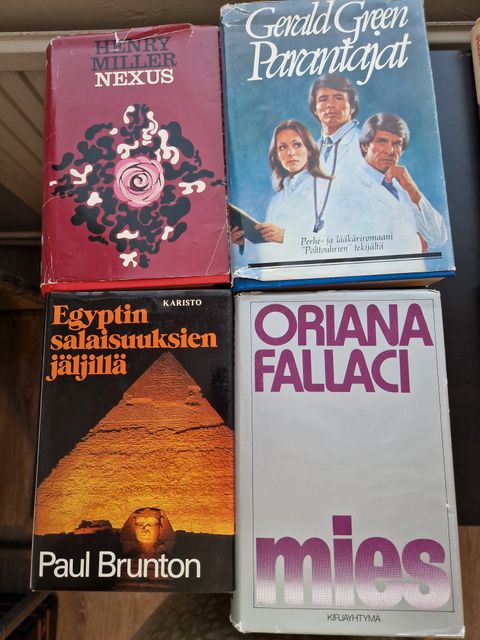 HENRY
MILLER
NEXUS
Gerald Green
Parantajat
Perhe- ja lääkäriromaani
"Polttouhrien" tekijältä
KARISTO
Egyptin
salaisuuksien
jäljillä
Paul Brunton
ORIANA
FALLACI
mies
KIRJAYHTYMÄ